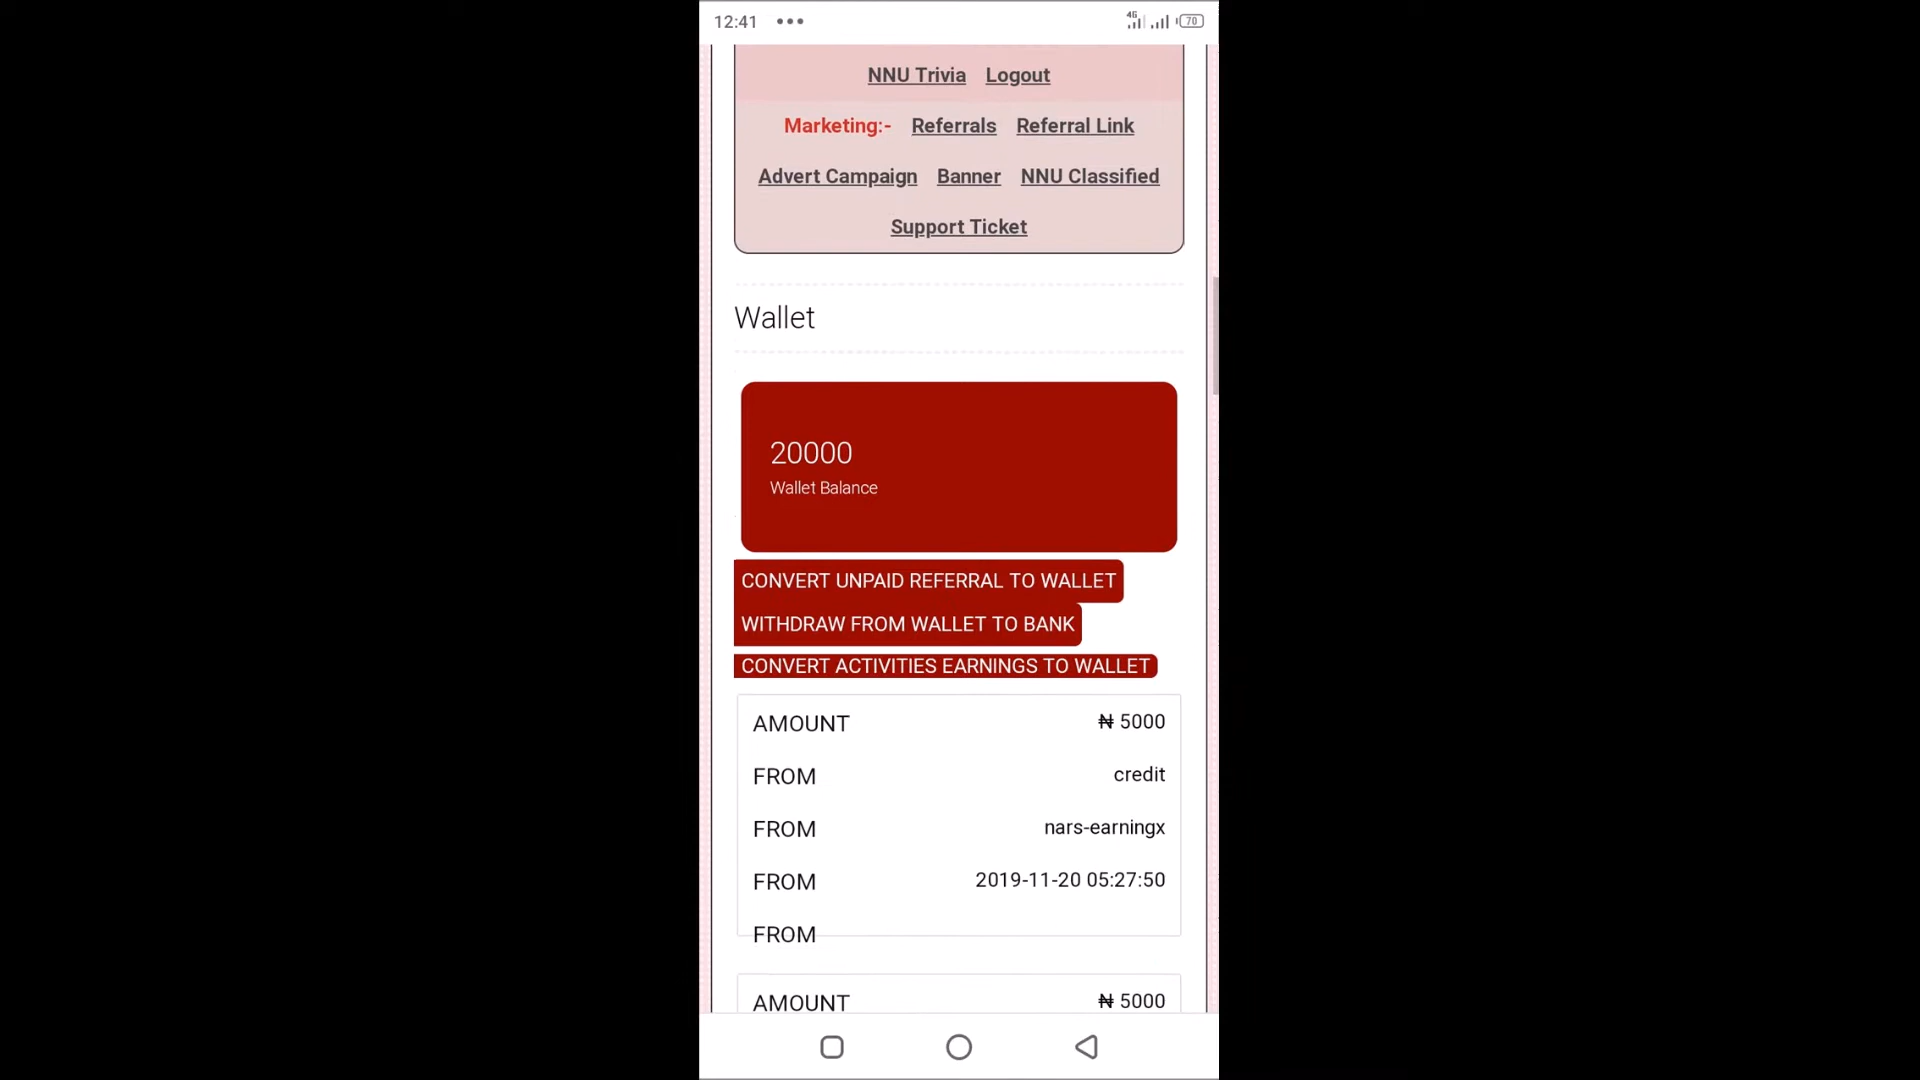 12:41
4G 70
NNU Trivia Logout
Marketing:- Referrals Referral Link
Advert Campaign Banner NNU Classified
Support Ticket
Wallet
20000
Wallet Balance
CONVERT UNPAID REFERRAL TO WALLET
WITHDRAW FROM WALLET TO BANK
CONVERT ACTIVITIES EARNINGS TO WALLET
AMOUNT ₦ 5000
FROM credit
FROM nars-earningx
FROM 2019-11-20 05:27:50
FROM
AMOUNT ₦ 5000